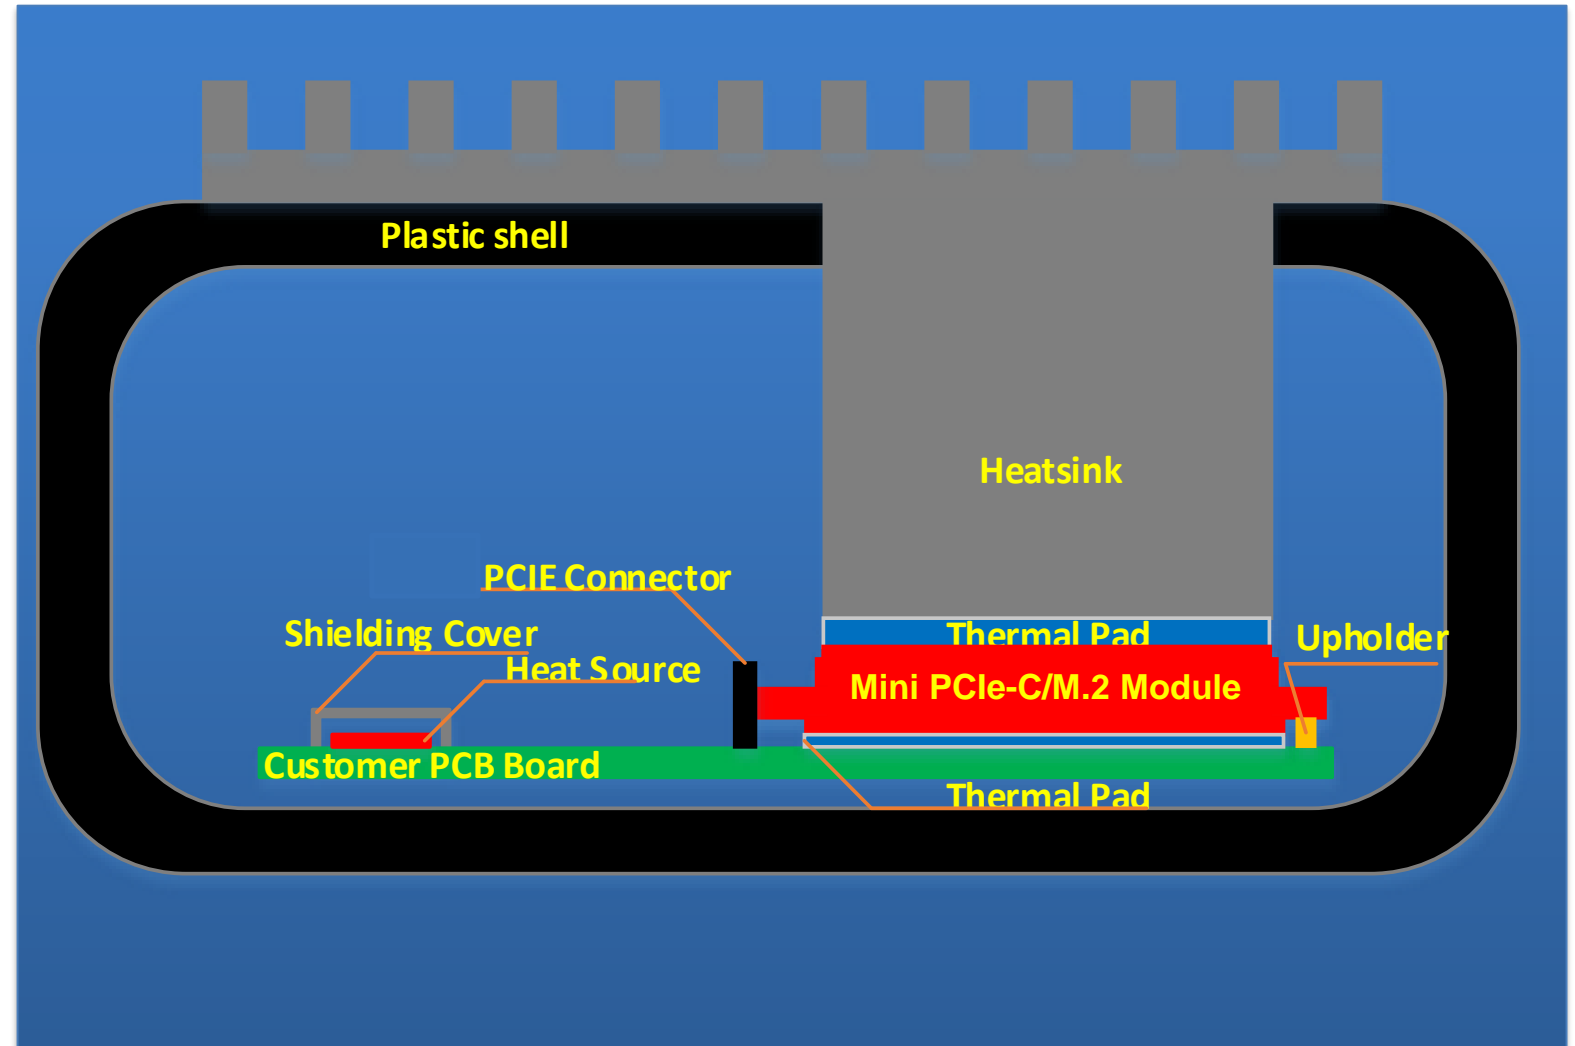 Plastic shell
Heatsink
PCIE Connector
Shielding Cover
Thermal Pad
Upholder
Heat Source
Mini PCIe-C/M.2 Module
Customer PCB Board
Thermal Pad